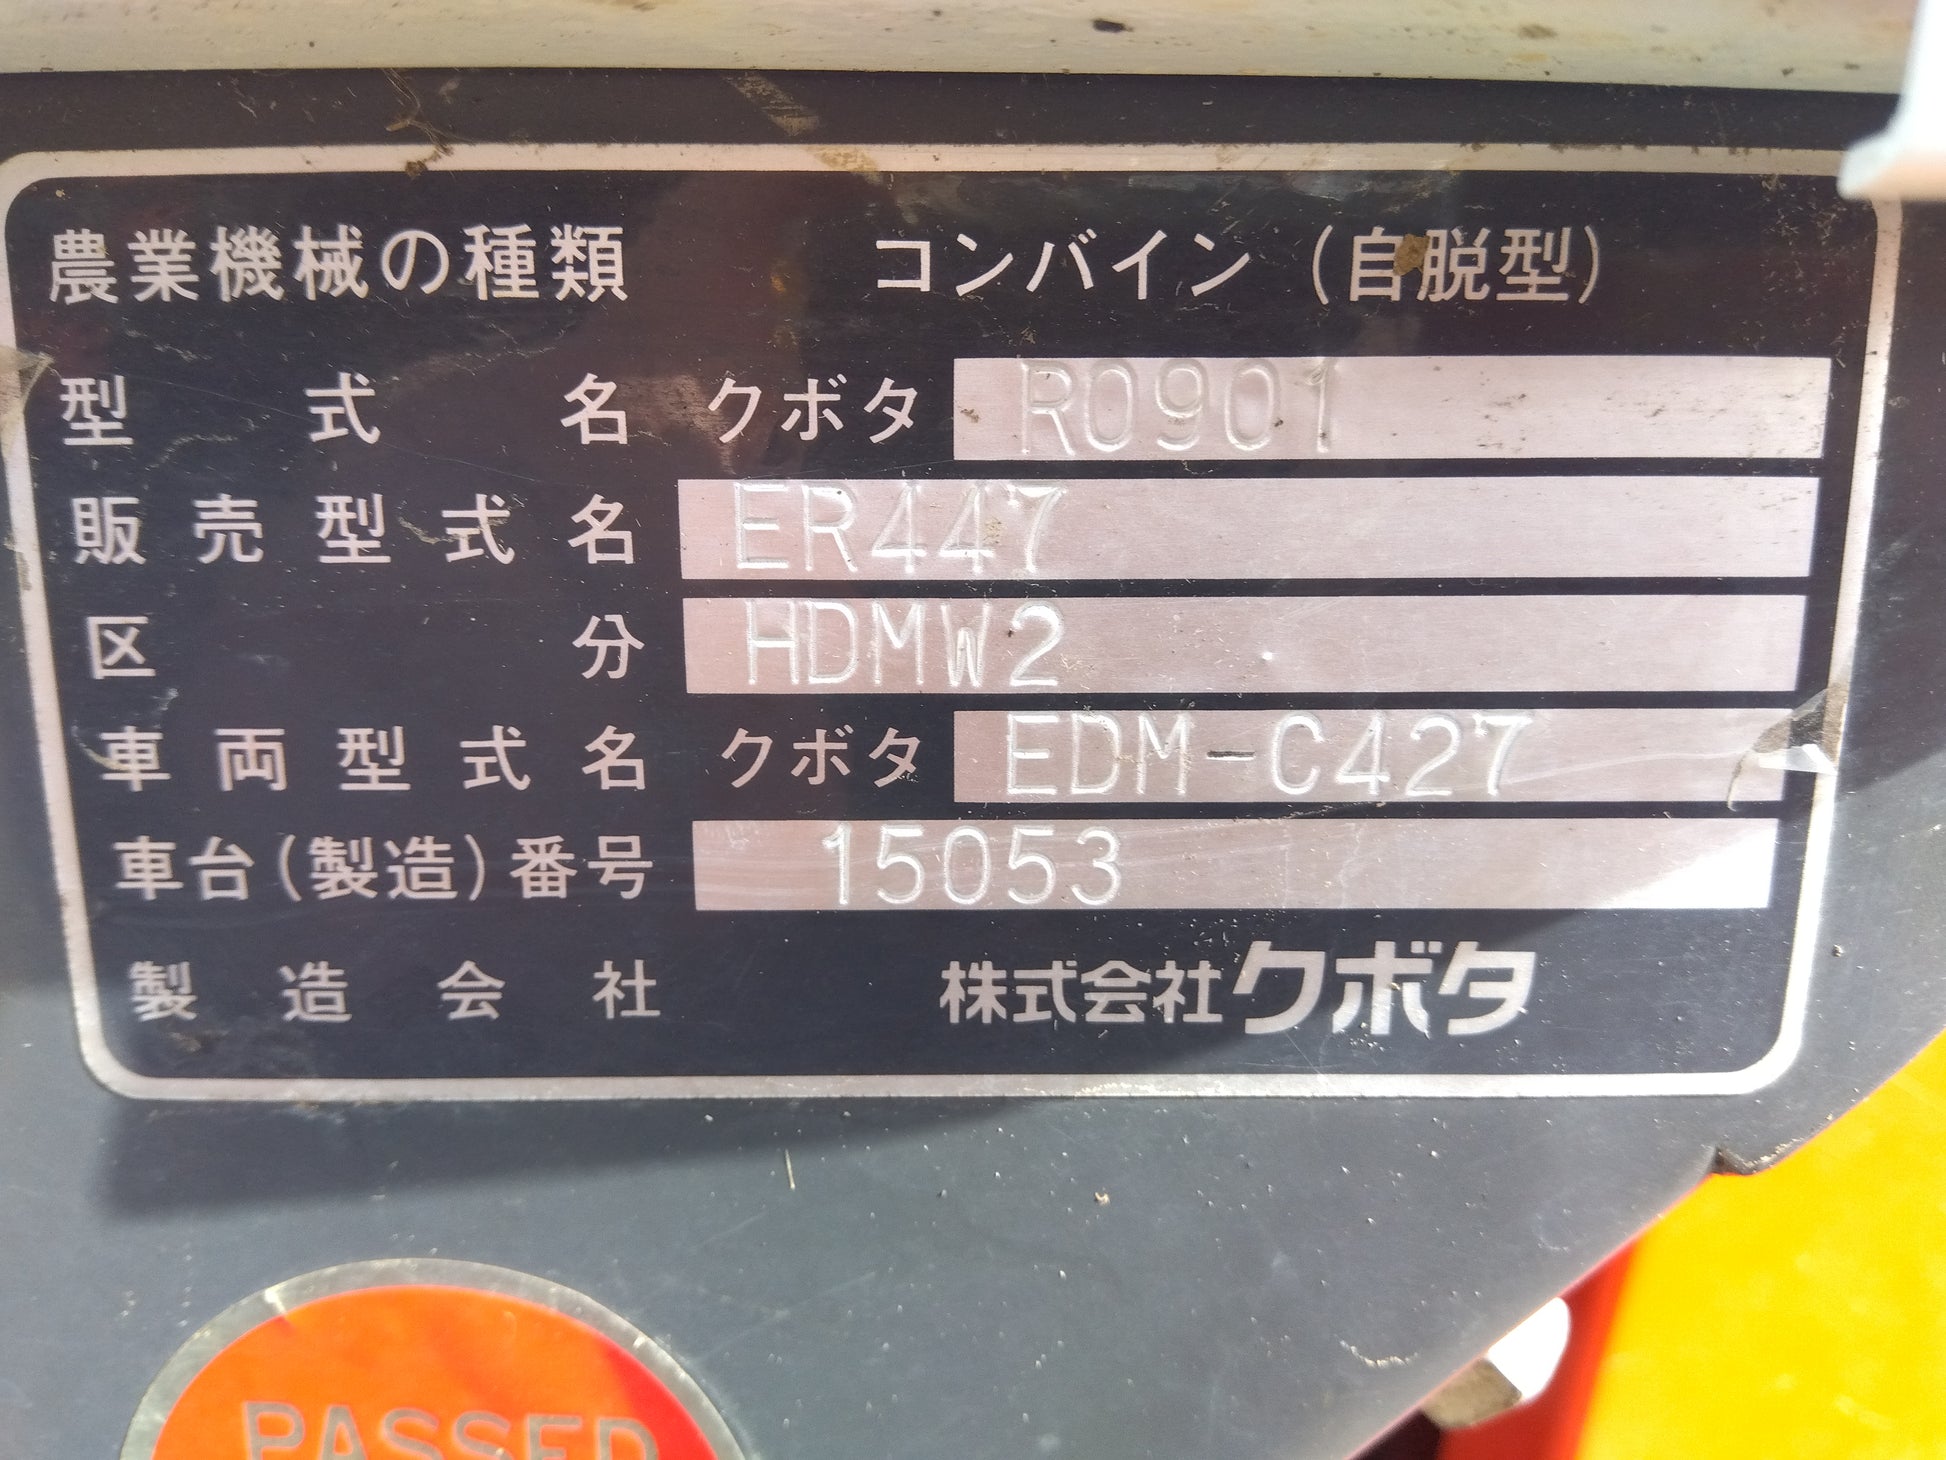 農業機械の種類 コンバイン(自脱型)
型式名 クボタ R0901
販売型式名 ER447
区分 HDMW2
車両型式名 クボタ EDM-C427
車台(製造)番号 15053
製造会社 株式会社クボタ
PASSED